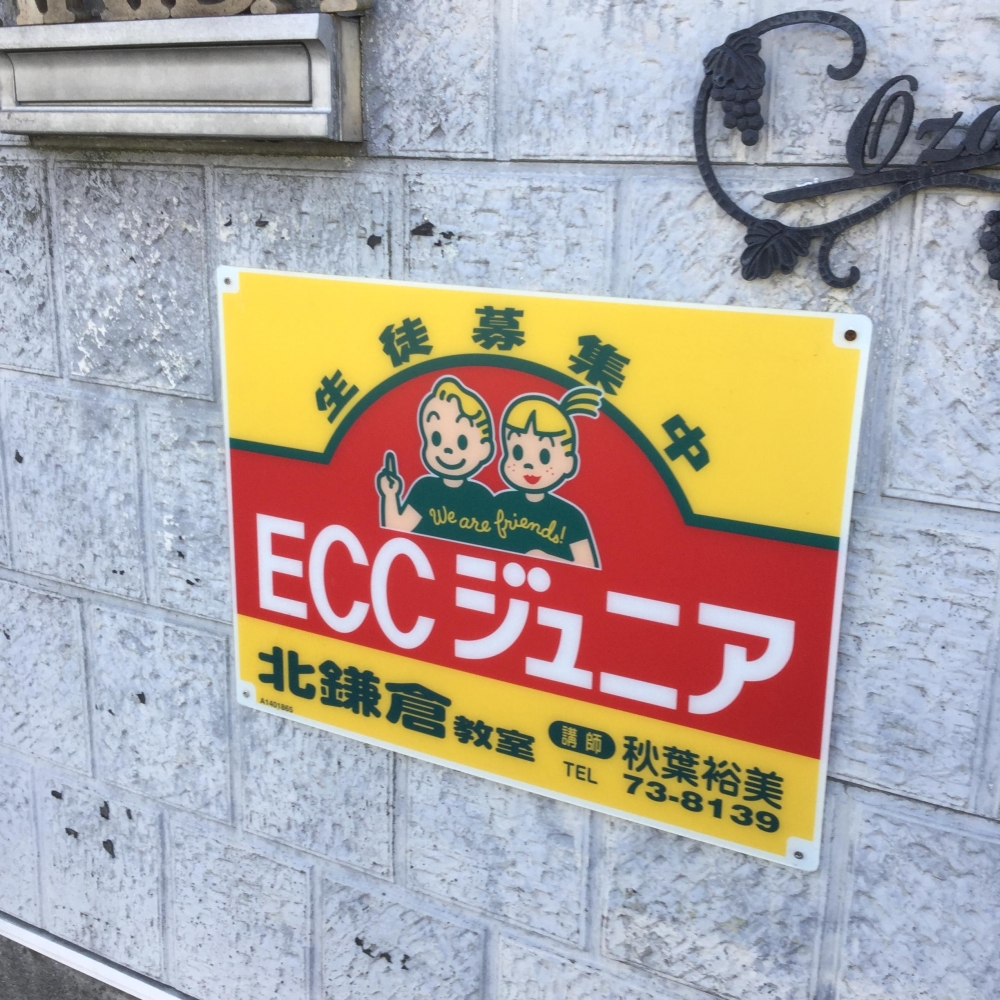 生徒募集中
We are friends!
ECCジュニア
北鎌倉教室
講師 秋葉裕美
TEL 73-8139
A1401865